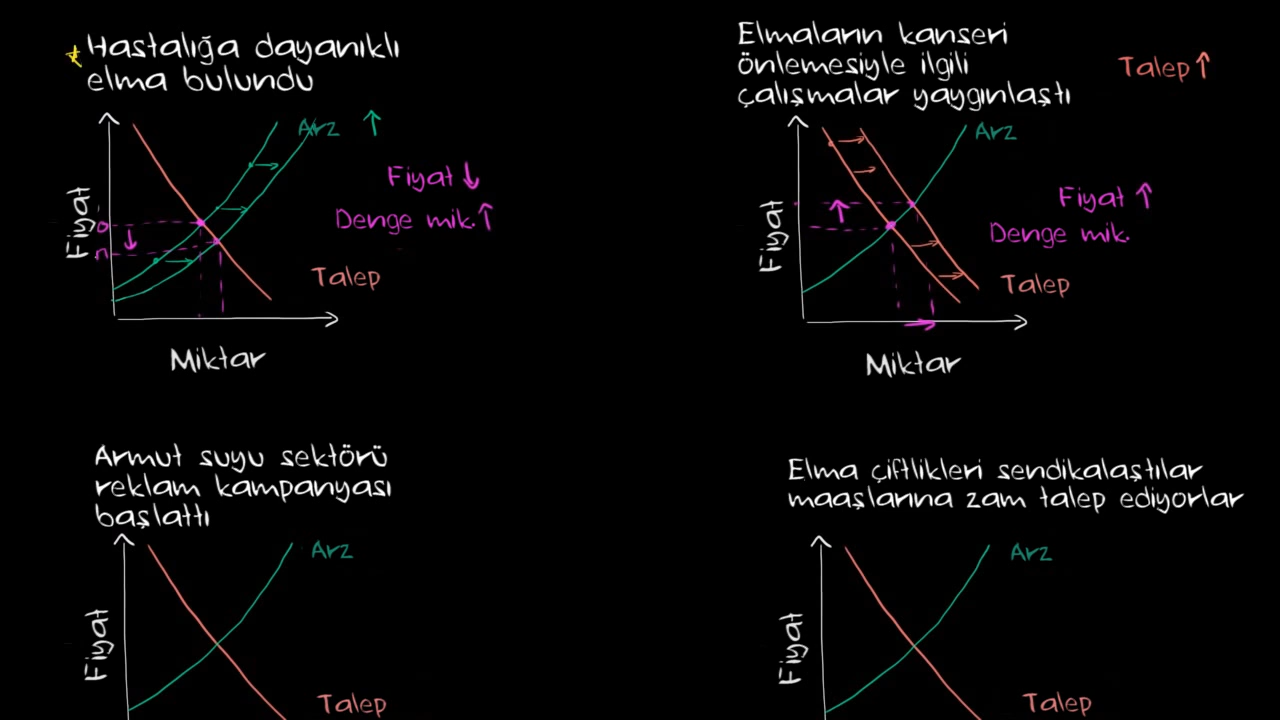 Hastalığa dayanıklı
elma bulundu
Arz ↑
Fiyat ↓
Denge mik. ↑
Fiyat
o
n
Talep
Miktar
Elmaların kanseri
önlemesiyle ilgili
çalışmalar yaygınlaştı
Talep ↑
Arz
Fiyat ↑
Denge mik.
Fiyat
Talep
Miktar
Armut suyu sektörü
reklam kampanyası
başlattı
Arz
Fiyat
Talep
Elma çiftlikleri sendikalaştılar
maaşlarına zam talep ediyorlar
Arz
Fiyat
Talep